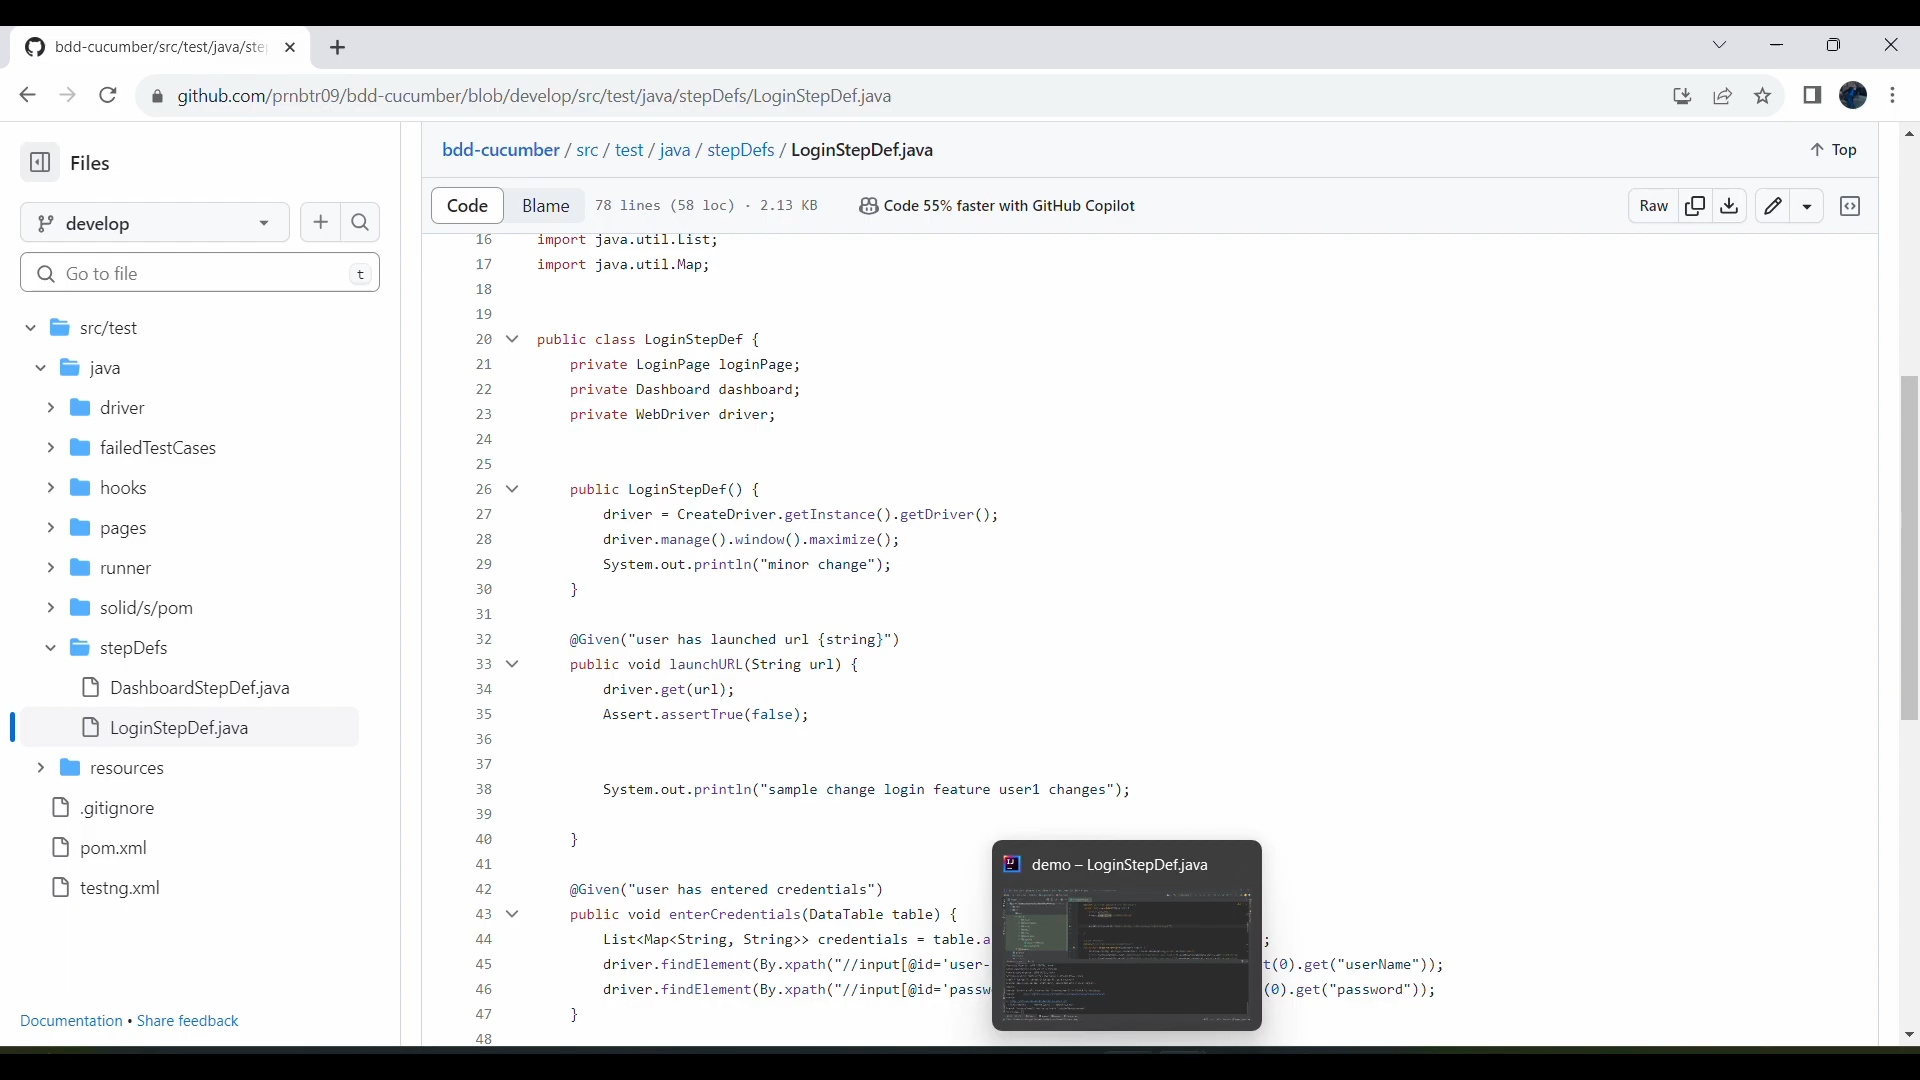 bdd-cucumber/src/test/java/ste
github.com/prnbtr09/bdd-cucumber/blob/develop/src/test/java/stepDefs/LoginStepDef.java
Files
bdd-cucumber / src / test / java / stepDefs / LoginStepDef.java
Top
develop
Code
Blame
78 lines (58 loc) · 2.13 KB
Code 55% faster with GitHub Copilot
Raw
Go to file
t
src/test
java
driver
failedTestCases
hooks
pages
runner
solid/s/pom
stepDefs
DashboardStepDef.java
LoginStepDef.java
resources
.gitignore
pom.xml
testng.xml
Documentation • Share feedback
16 import java.util.List;
17 import java.util.Map;
18
19
20 public class LoginStepDef {
21 private LoginPage loginPage;
22 private Dashboard dashboard;
23 private WebDriver driver;
24
25
26 public LoginStepDef() {
27 driver = CreateDriver.getInstance().getDriver();
28 driver.manage().window().maximize();
29 System.out.println("minor change");
30 }
31
32 @Given("user has launched url {string}")
33 public void launchURL(String url) {
34 driver.get(url);
35 Assert.assertTrue(false);
36
37
38 System.out.println("sample change login feature user1 changes");
39
40 }
41
42 @Given("user has entered credentials")
43 public void enterCredentials(DataTable table) {
44 List<Map<String, String>> credentials = table.a ;
45 driver.findElement(By.xpath("//input[@id='user- t(0).get("userName"));
46 driver.findElement(By.xpath("//input[@id='passw (0).get("password"));
47 }
48
demo – LoginStepDef.java